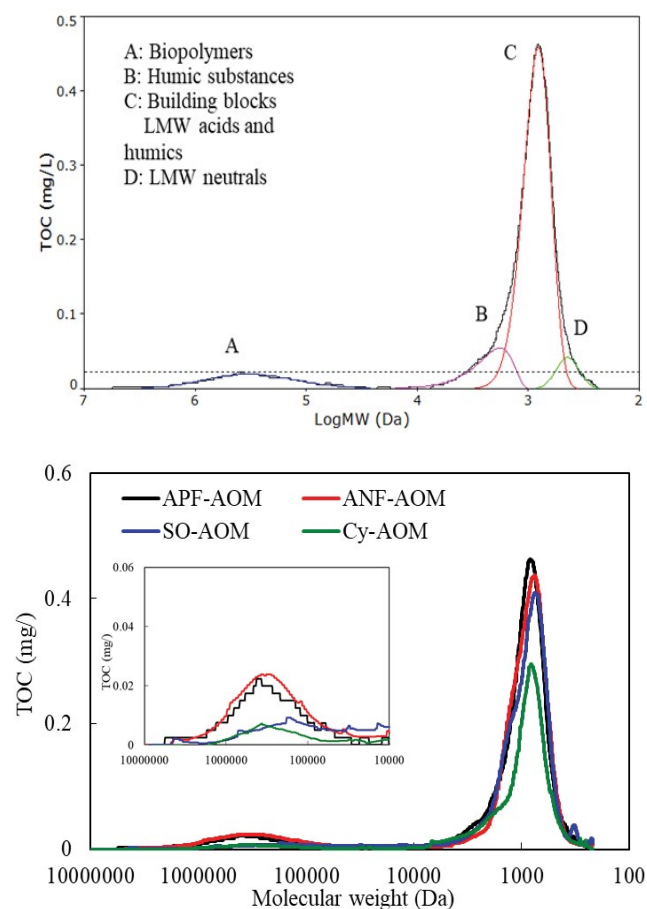 0.5
0.4
0.3
0.2
0.1
0
TOC (mg/L)
A: Biopolymers
B: Humic substances
C: Building blocks
LMW acids and
humics
D: LMW neutrals
C
B
D
A
7 6 5 4 3 2
LogMW (Da)
0.6
0.4
0.2
0
TOC (mg/)
APF-AOM ANF-AOM
SO-AOM Cy-AOM
0.06
0.04
0.02
0
TOC (mg/)
10000000 1000000 100000 10000
10000000 1000000 100000 1000 100
Molecular weight (Da)